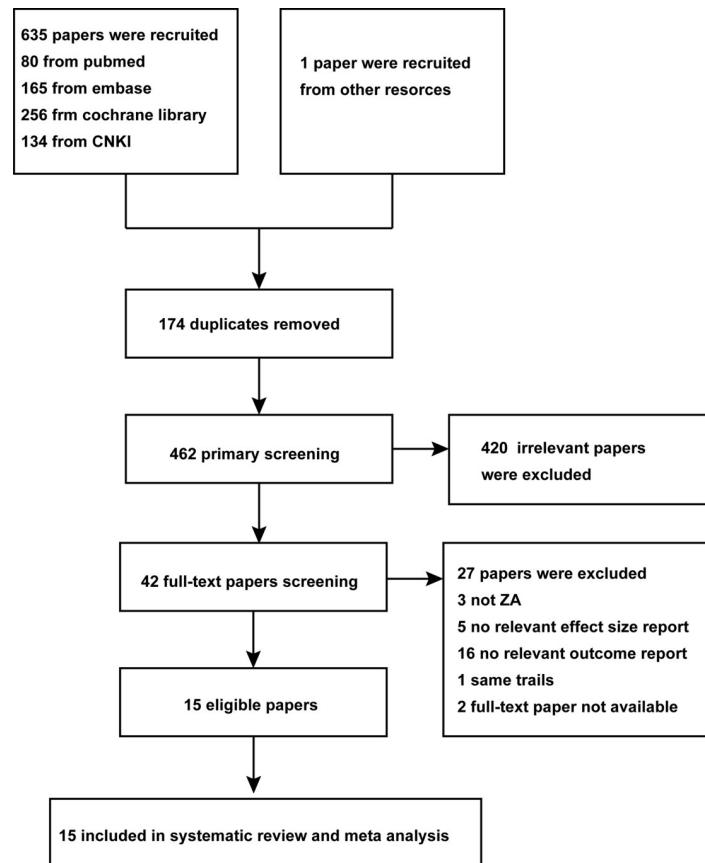 635 papers were recruited
80 from pubmed
165 from embase
256 frm cochrane library
134 from CNKI
1 paper were recruited
from other resorces
174 duplicates removed
462 primary screening
420 irrelevant papers
were excluded
42 full-text papers screening
27 papers were excluded
3 not ZA
5 no relevant effect size report
16 no relevant outcome report
1 same trails
2 full-text paper not available
15 eligible papers
15 included in systematic review and meta analysis